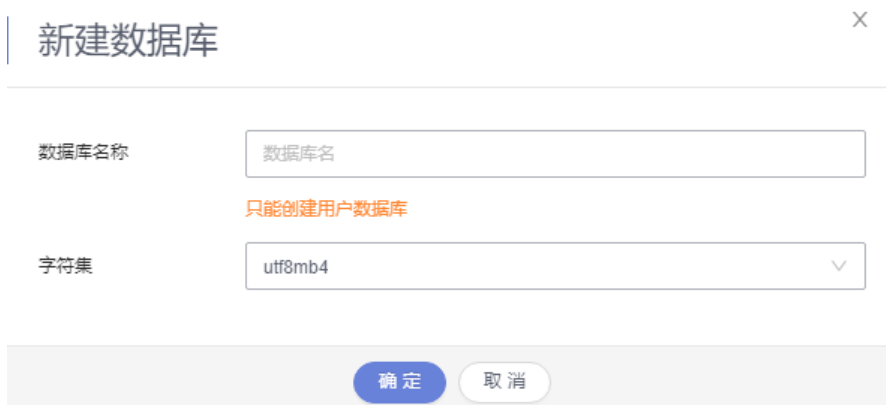 新建数据库
数据库名称
数据库名
只能创建用户数据库
字符集
utf8mb4
确定
取消